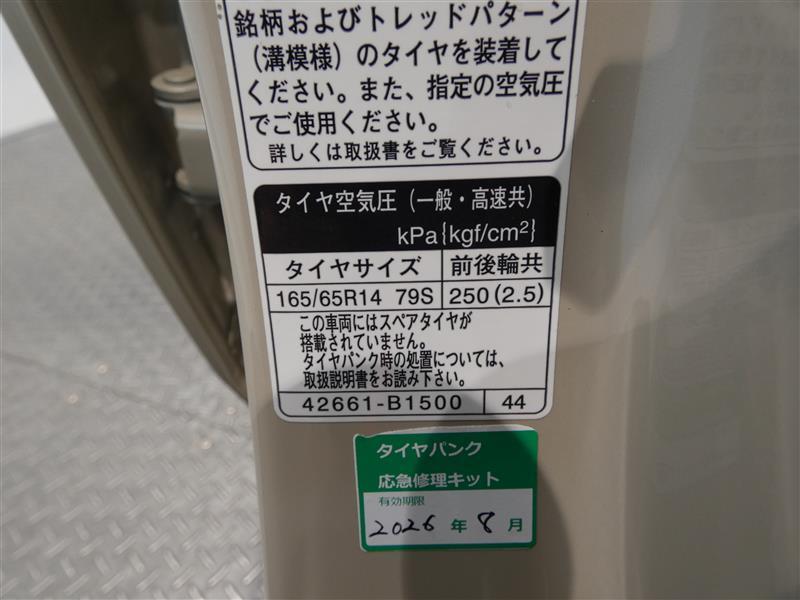 銘柄およびトレッドパターン
(溝模様)のタイヤを装着して
ください。また、指定の空気圧
でご使用ください。
詳しくは取扱書をご覧ください。
タイヤ空気圧(一般・高速共)
kPa{kgf/cm²}
タイヤサイズ 前後輪共
165/65R14 79S 250(2.5)
この車両にはスペアタイヤが
搭載されていません。
タイヤパンク時の処置については、
取扱説明書をお読み下さい。
42661-B1500 44
タイヤパンク
応急修理キット
有効期限
2026年8月